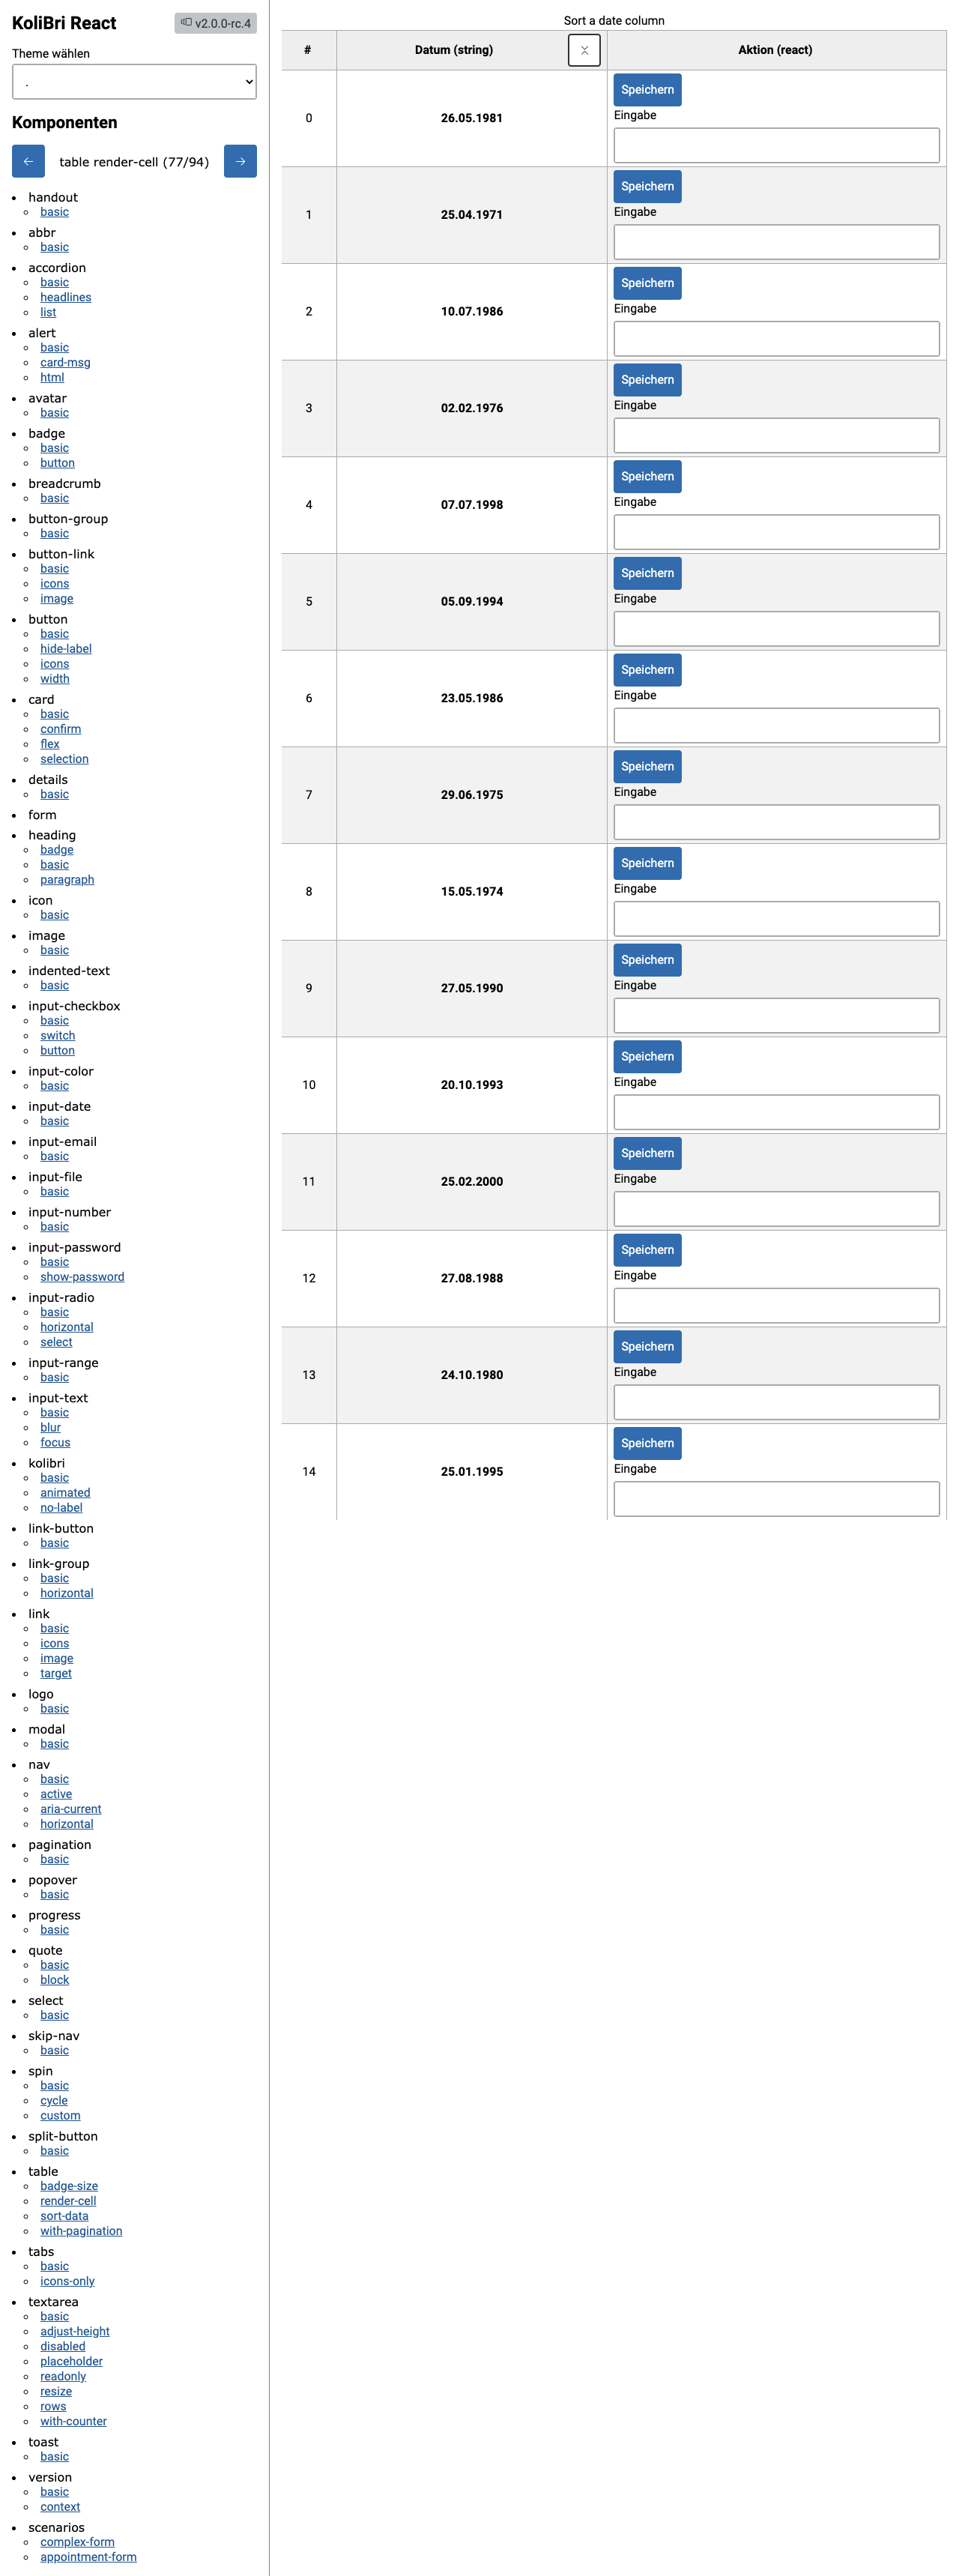 KoliBri React
v2.0.0-rc.4
Theme wählen
.
Komponenten
← table render-cell (77/94) →
handout
basic
abbr
basic
accordion
basic
headlines
list
alert
basic
card-msg
html
avatar
basic
badge
basic
button
breadcrumb
basic
button-group
basic
button-link
basic
icons
image
button
basic
hide-label
icons
width
card
basic
confirm
flex
selection
details
basic
form
heading
badge
basic
paragraph
icon
basic
image
basic
indented-text
basic
input-checkbox
basic
switch
button
input-color
basic
input-date
basic
input-email
basic
input-file
basic
input-number
basic
input-password
basic
show-password
input-radio
basic
horizontal
select
input-range
basic
input-text
basic
blur
focus
kolibri
basic
animated
no-label
link-button
basic
link-group
basic
horizontal
link
basic
icons
image
target
logo
basic
modal
basic
nav
basic
active
aria-current
horizontal
pagination
basic
popover
basic
progress
basic
quote
basic
block
select
basic
skip-nav
basic
spin
basic
cycle
custom
split-button
basic
table
badge-size
render-cell
sort-data
with-pagination
tabs
basic
icons-only
textarea
basic
adjust-height
disabled
placeholder
readonly
resize
rows
with-counter
toast
basic
version
basic
context
scenarios
complex-form
appointment-form
Sort a date column
# Datum (string) Aktion (react)
Speichern
0 26.05.1981 Eingabe
Speichern
1 25.04.1971 Eingabe
Speichern
2 10.07.1986 Eingabe
Speichern
3 02.02.1976 Eingabe
Speichern
4 07.07.1998 Eingabe
Speichern
5 05.09.1994 Eingabe
Speichern
6 23.05.1986 Eingabe
Speichern
7 29.06.1975 Eingabe
Speichern
8 15.05.1974 Eingabe
Speichern
9 27.05.1990 Eingabe
Speichern
10 20.10.1993 Eingabe
Speichern
11 25.02.2000 Eingabe
Speichern
12 27.08.1988 Eingabe
Speichern
13 24.10.1980 Eingabe
Speichern
14 25.01.1995 Eingabe